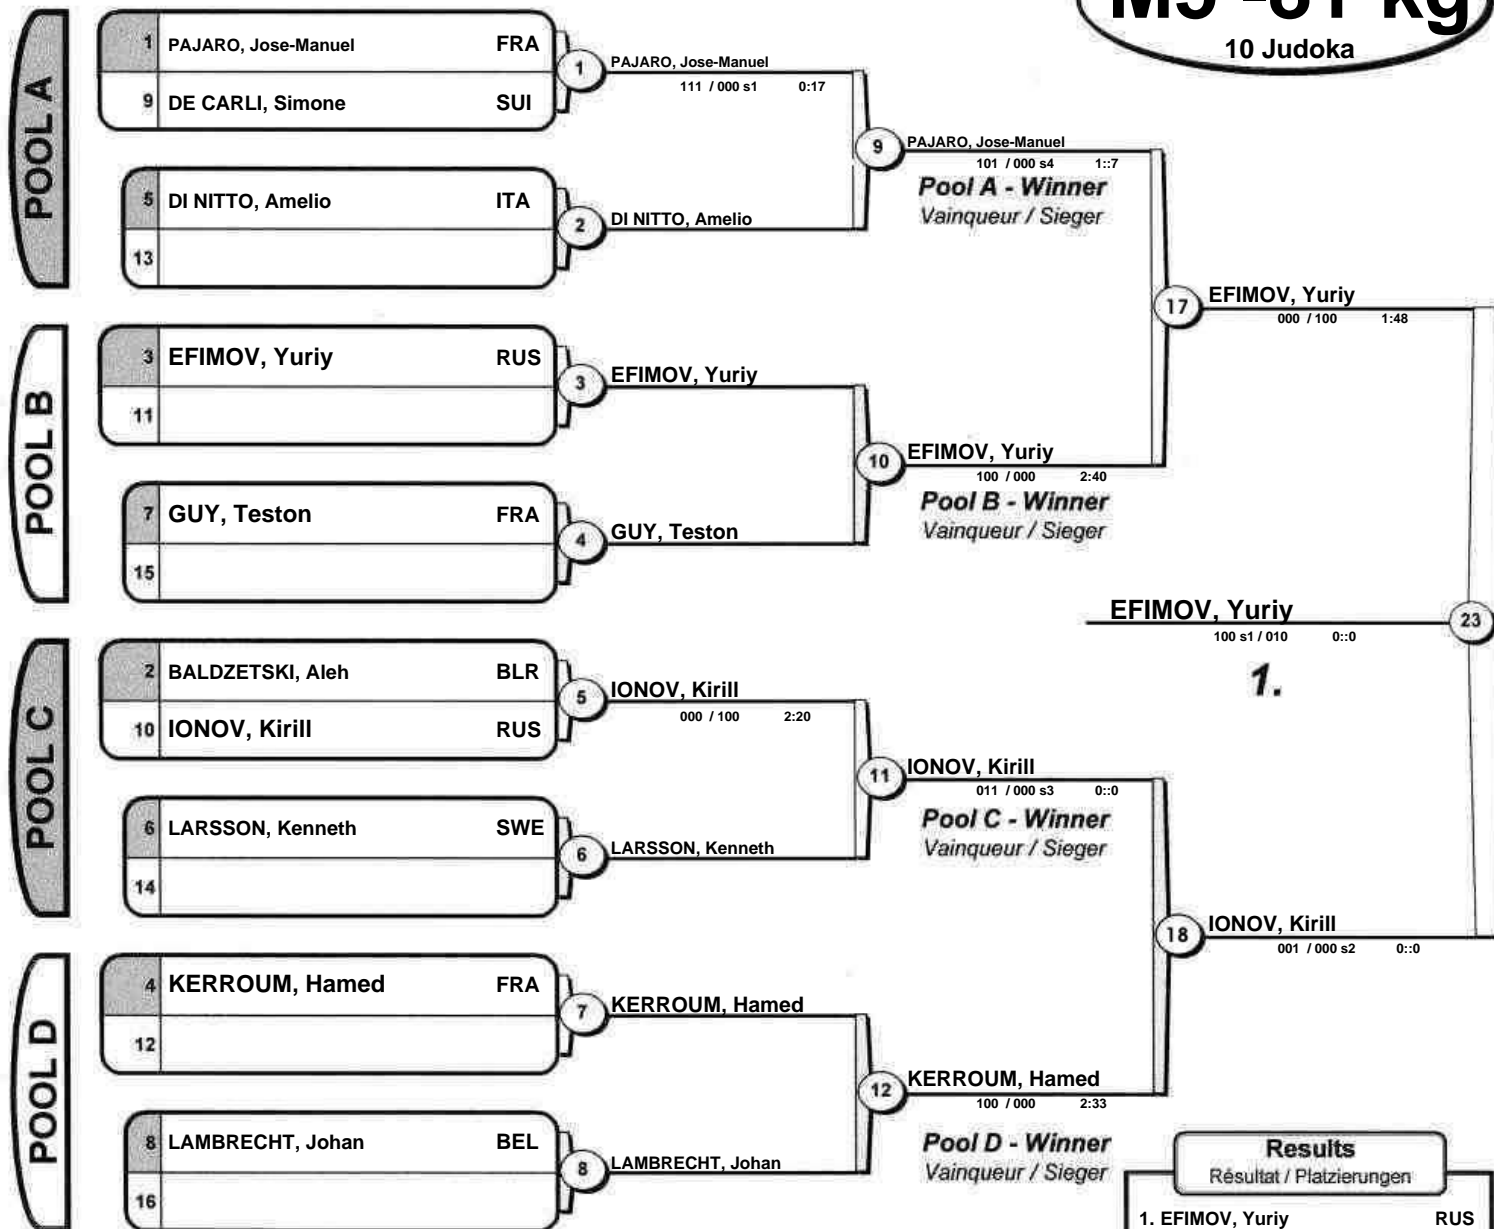 M5 -81 kg
10 Judoka
POOL A
1 PAJARO, Jose-Manuel FRA
9 DE CARLI, Simone SUI
1
PAJARO, Jose-Manuel
111 / 000 s1 0:17
5 DI NITTO, Amelio ITA
13
2
DI NITTO, Amelio
9
PAJARO, Jose-Manuel
101 / 000 s4 1::7
Pool A - Winner
Vainqueur / Sieger
POOL B
3 EFIMOV, Yuriy RUS
11
3
EFIMOV, Yuriy
7 GUY, Teston FRA
15
4
GUY, Teston
10
EFIMOV, Yuriy
100 / 000 2:40
Pool B - Winner
Vainqueur / Sieger
17
EFIMOV, Yuriy
000 / 100 1:48
POOL C
2 BALDZETSKI, Aleh BLR
10 IONOV, Kirill RUS
5
IONOV, Kirill
000 / 100 2:20
6 LARSSON, Kenneth SWE
14
6
LARSSON, Kenneth
11
IONOV, Kirill
011 / 000 s3 0::0
Pool C - Winner
Vainqueur / Sieger
POOL D
4 KERROUM, Hamed FRA
12
7
KERROUM, Hamed
8 LAMBRECHT, Johan BEL
16
8
LAMBRECHT, Johan
12
KERROUM, Hamed
100 / 000 2:33
Pool D - Winner
Vainqueur / Sieger
18
IONOV, Kirill
001 / 000 s2 0::0
EFIMOV, Yuriy
100 s1 / 010 0::0
23
1.
Results
Résultat / Platzierungen
1. EFIMOV, Yuriy RUS